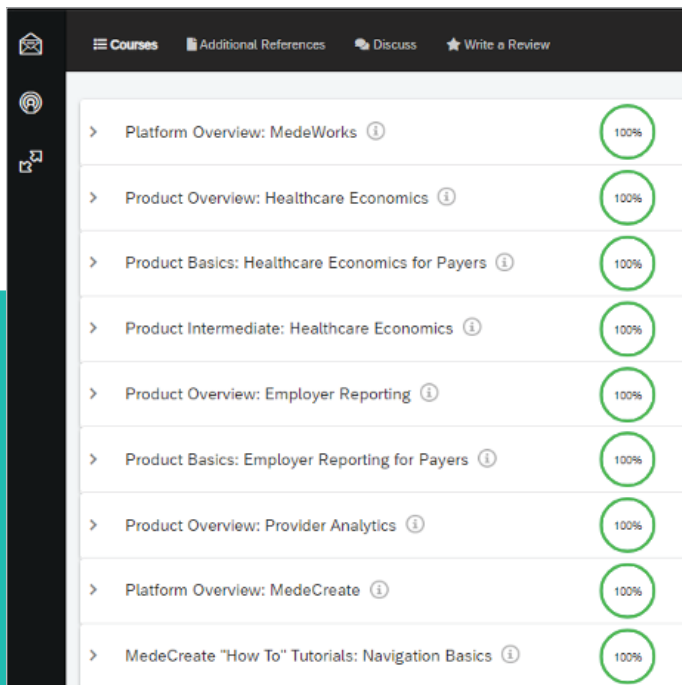 Courses Additional References Discuss Write a Review
Platform Overview: MedeWorks 100%
Product Overview: Healthcare Economics 100%
Product Basics: Healthcare Economics for Payers 100%
Product Intermediate: Healthcare Economics 100%
Product Overview: Employer Reporting 100%
Product Basics: Employer Reporting for Payers 100%
Product Overview: Provider Analytics 100%
Platform Overview: MedeCreate 100%
MedeCreate "How To" Tutorials: Navigation Basics 100%